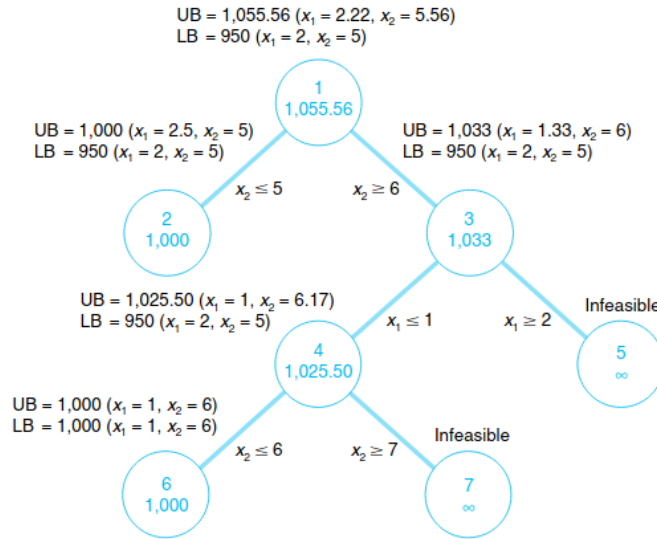 UB = 1,055.56 (x₁ = 2.22, x₂ = 5.56)
LB = 950 (x₁ = 2, x₂ = 5)
1
1,055.56
UB = 1,000 (x₁ = 2.5, x₂ = 5)
LB = 950 (x₁ = 2, x₂ = 5)
UB = 1,033 (x₁ = 1.33, x₂ = 6)
LB = 950 (x₁ = 2, x₂ = 5)
x₂ ≤ 5
x₂ ≥ 6
2
1,000
3
1,033
UB = 1,025.50 (x₁ = 1, x₂ = 6.17)
LB = 950 (x₁ = 2, x₂ = 5)
x₁ ≤ 1
x₁ ≥ 2
Infeasible
4
1,025.50
5
∞
UB = 1,000 (x₁ = 1, x₂ = 6)
LB = 1,000 (x₁ = 1, x₂ = 6)
x₂ ≤ 6
x₂ ≥ 7
Infeasible
6
1,000
7
∞